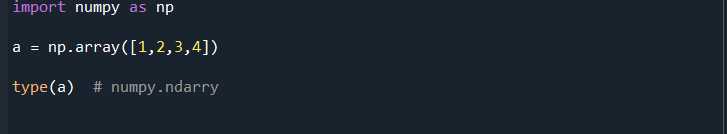 import numpy as np
a = np.array([1,2,3,4])
type(a)  # numpy.ndarry